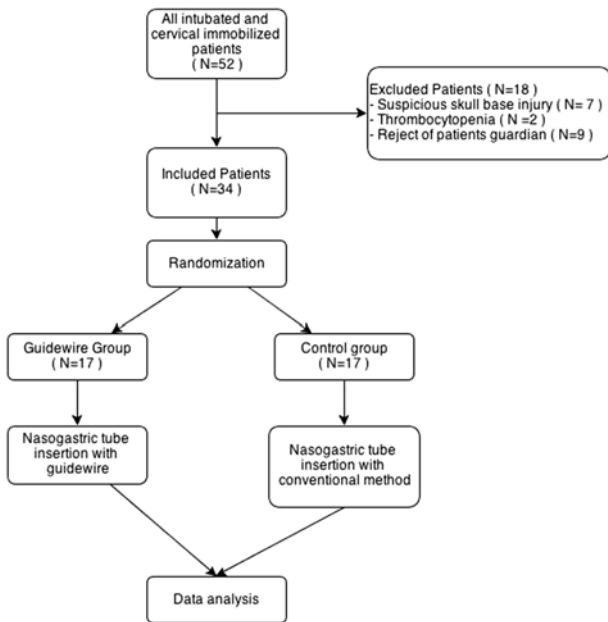 All intubated and
cervical immobilized
patients
( N=52)
Excluded Patients ( N=18)
- Suspicious skull base injury ( N= 7)
- Thrombocytopenia ( N =2)
- Reject of patients guardian ( N=9)
Included Patients
( N=34)
Randomization
Guidewire Group
( N=17)
Control group
( N=17)
Nasogastric tube
insertion with
guidewire
Nasogastric tube
insertion with
conventional method
Data analysis